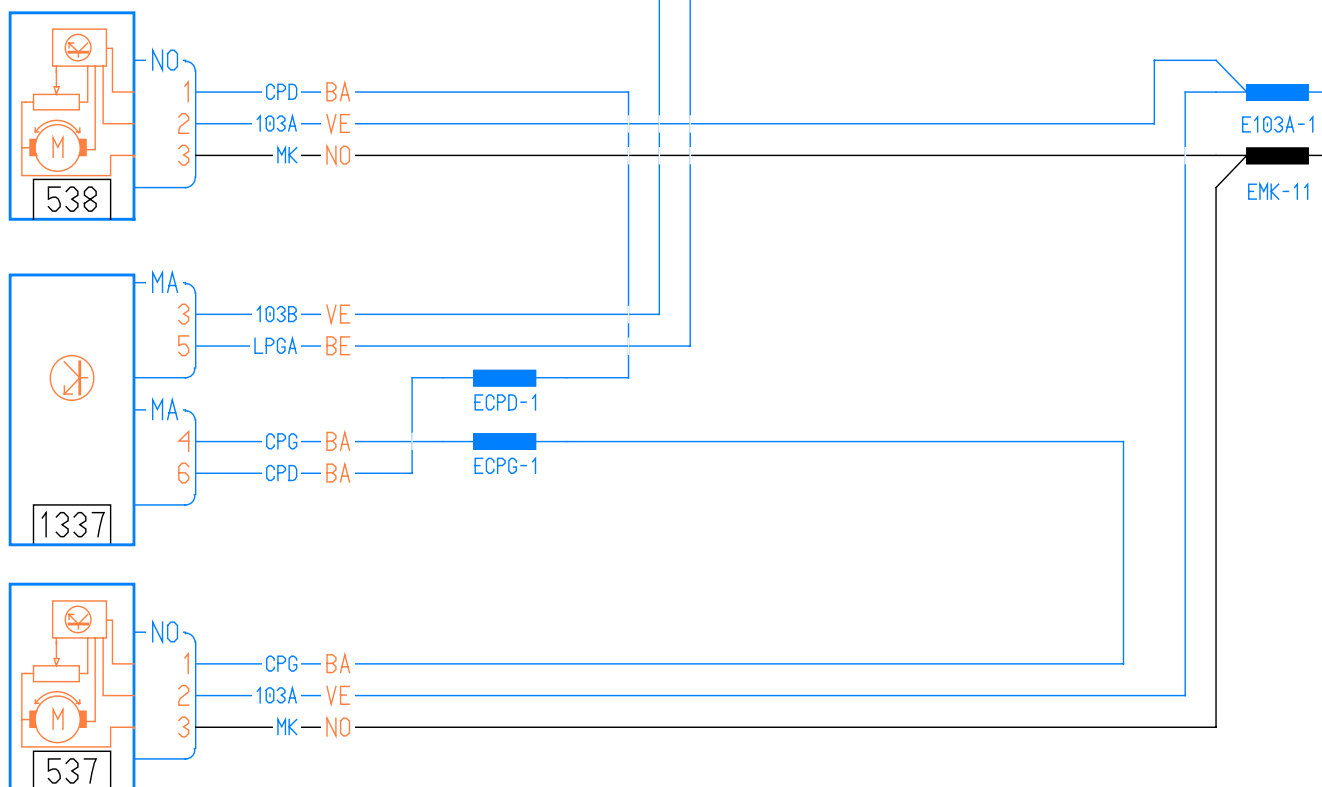 NO
1 CPD BA
2 103A VE
3 MK NO
M
538
E103A-1
EMK-11
MA
3 103B VE
5 LPGA BE
ECPD-1
MA
4 CPG BA
6 CPD BA
ECPG-1
1337
NO
1 CPG BA
2 103A VE
3 MK NO
M
537